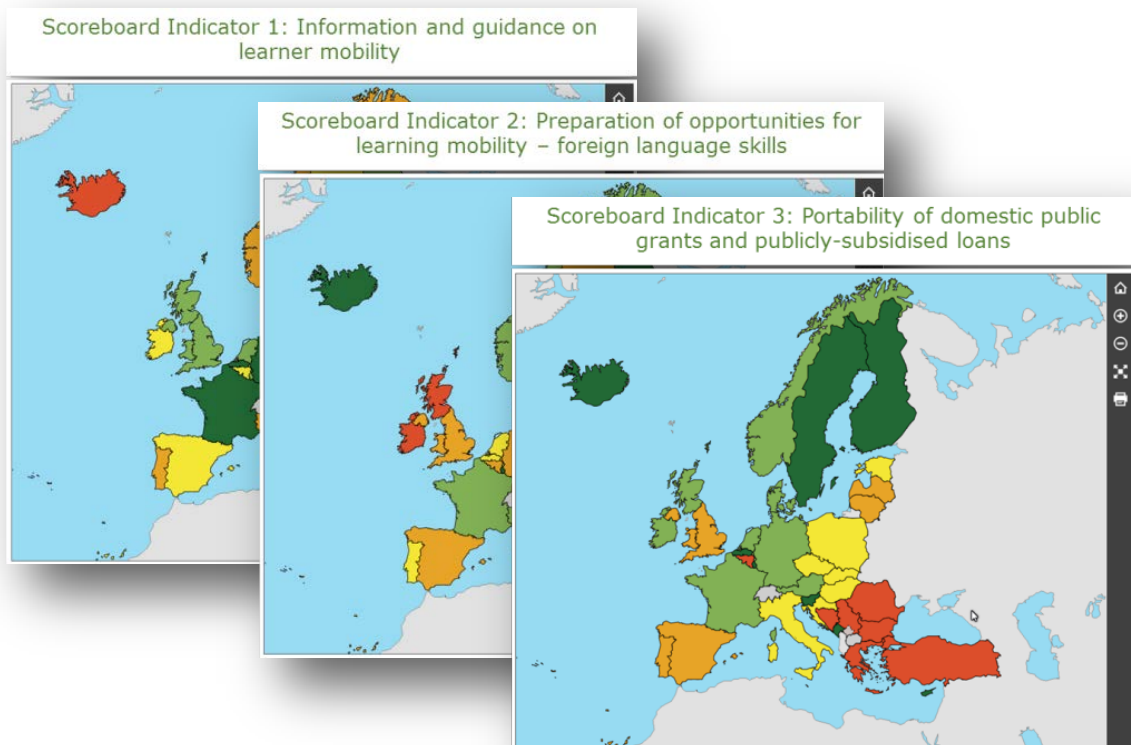 Scoreboard Indicator 1: Information and guidance on
learner mobility
Scoreboard Indicator 2: Preparation of opportunities for
learning mobility – foreign language skills
Scoreboard Indicator 3: Portability of domestic public
grants and publicly-subsidised loans